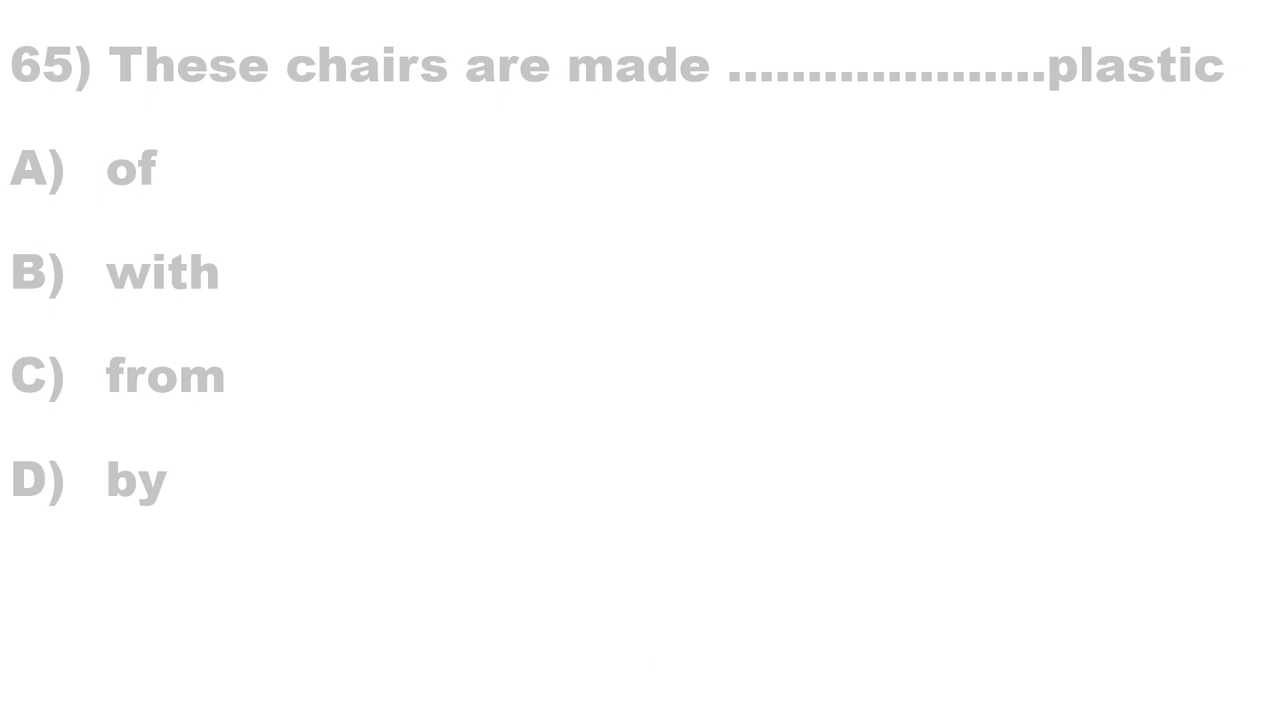 65) These chairs are made ....................plastic
A) of
B) with
C) from
D) by